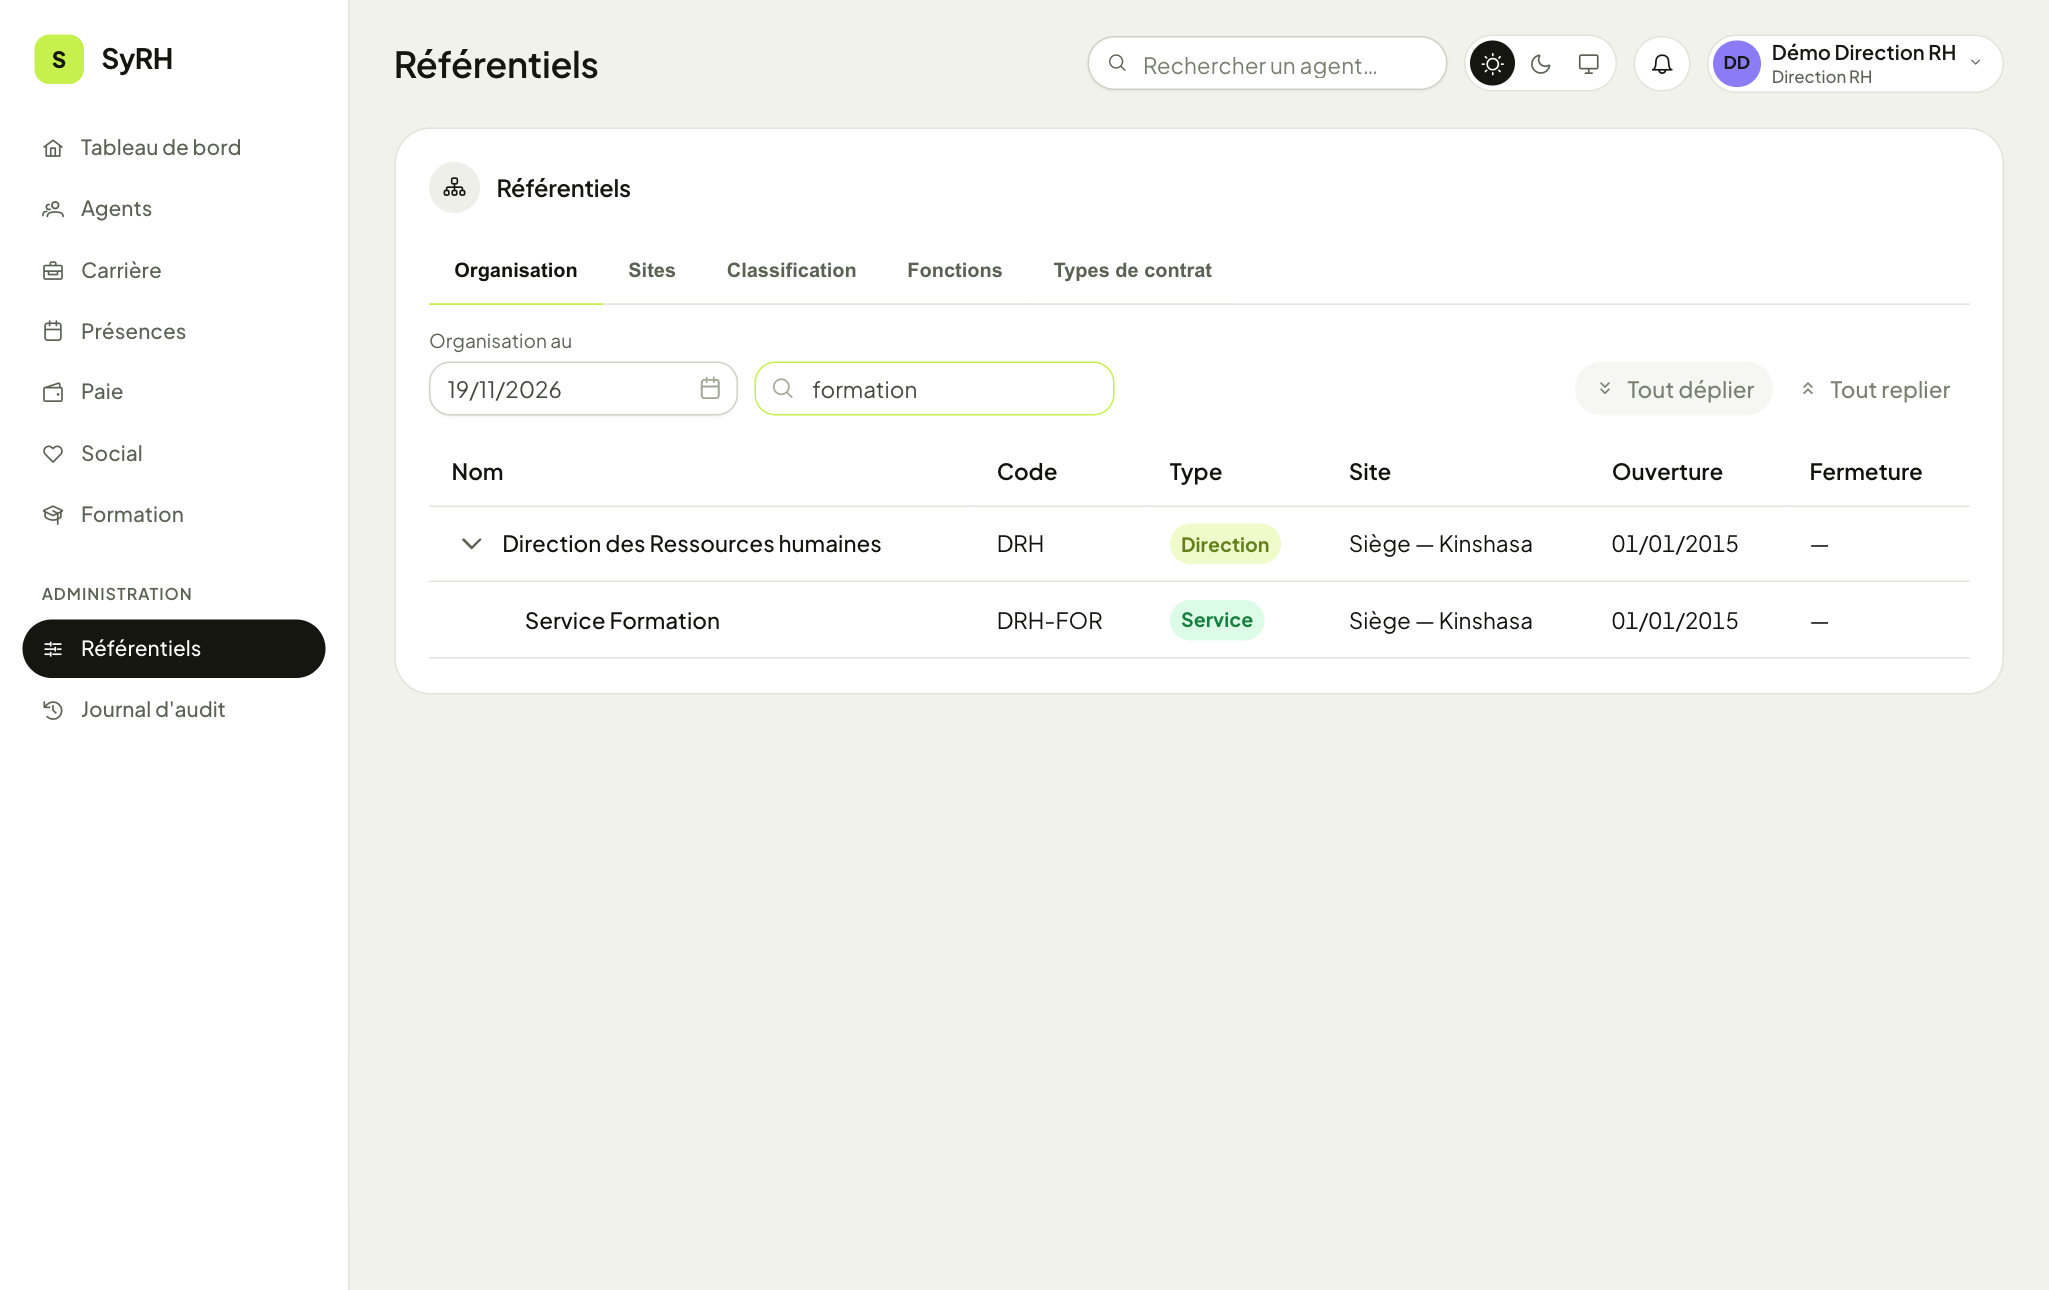 S SyRH
Tableau de bord
Agents
Carrière
Présences
Paie
Social
Formation
ADMINISTRATION
Référentiels
Journal d'audit
Référentiels
Rechercher un agent...
DD
Démo Direction RH
Direction RH
Référentiels
Organisation Sites Classification Fonctions Types de contrat
Organisation au
19/11/2026 formation Tout déplier Tout replier
Nom Code Type Site Ouverture Fermeture
Direction des Ressources humaines DRH Direction Siège — Kinshasa 01/01/2015 —
Service Formation DRH-FOR Service Siège — Kinshasa 01/01/2015 —